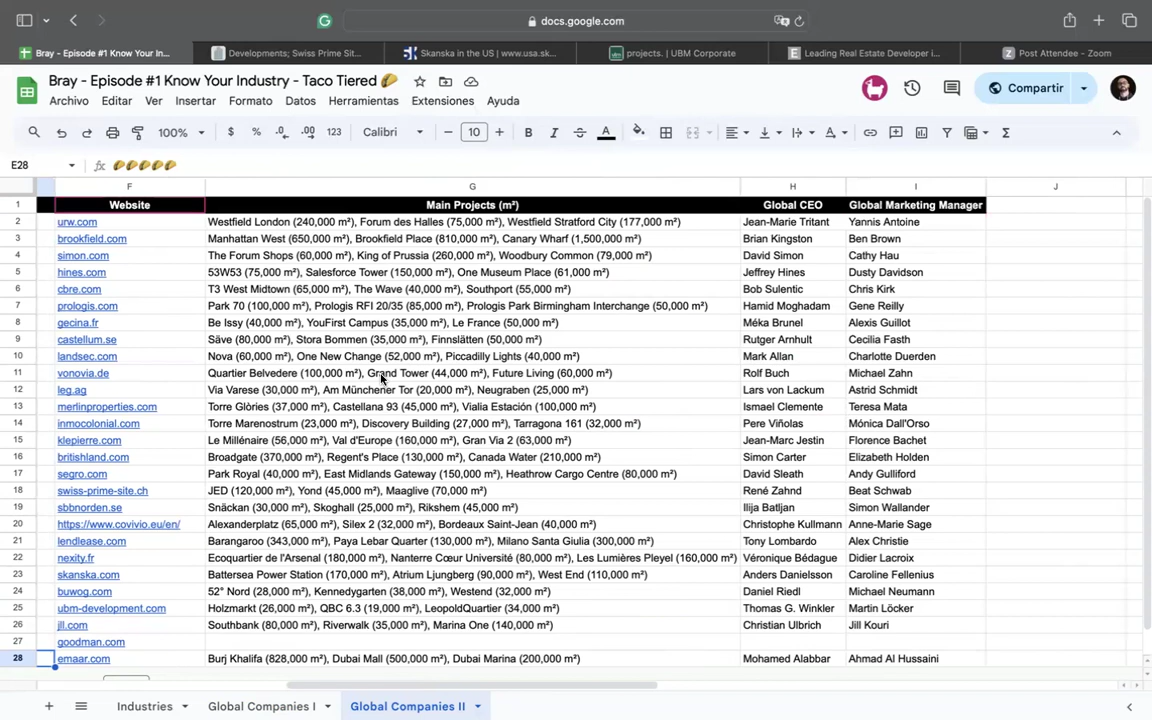 docs.google.com
Bray - Episode #1 Know Your In...
Developments; Swiss Prime Sit...
Skanska in the US | www.usa.sk...
projects. | UBM Corporate
Leading Real Estate Developer i...
Post Attendee - Zoom
Bray - Episode #1 Know Your Industry - Taco Tiered 🌮
Archivo Editar Ver Insertar Formato Datos Herramientas Extensiones Ayuda
Compartir
100% $ % .0 .00 123 Calibri 10 B I A
E28 fx 🌮🌮🌮🌮🌮
F G H I J
1 Website Main Projects (m²) Global CEO Global Marketing Manager
2 urw.com Westfield London (240,000 m²), Forum des Halles (75,000 m²), Westfield Stratford City (177,000 m²) Jean-Marie Tritant Yannis Antoine
3 brookfield.com Manhattan West (650,000 m²), Brookfield Place (810,000 m²), Canary Wharf (1,500,000 m²) Brian Kingston Ben Brown
4 simon.com The Forum Shops (60,000 m²), King of Prussia (260,000 m²), Woodbury Common (79,000 m²) David Simon Cathy Hau
5 hines.com 53W53 (75,000 m²), Salesforce Tower (150,000 m²), One Museum Place (61,000 m²) Jeffrey Hines Dusty Davidson
6 cbre.com T3 West Midtown (65,000 m²), The Wave (40,000 m²), Southport (55,000 m²) Bob Sulentic Chris Kirk
7 prologis.com Park 70 (100,000 m²), Prologis RFI 20/35 (85,000 m²), Prologis Park Birmingham Interchange (50,000 m²) Hamid Moghadam Gene Reilly
8 gecina.fr Be Issy (40,000 m²), YouFirst Campus (35,000 m²), Le France (50,000 m²) Méka Brunel Alexis Guillot
9 castellum.se Säve (80,000 m²), Stora Bommen (35,000 m²), Finnslätten (50,000 m²) Rutger Arnhult Cecilia Fasth
10 landsec.com Nova (60,000 m²), One New Change (52,000 m²), Piccadilly Lights (40,000 m²) Mark Allan Charlotte Duerden
11 vonovia.de Quartier Belvedere (100,000 m²), Grand Tower (44,000 m²), Future Living (60,000 m²) Rolf Buch Michael Zahn
12 leg.ag Via Varese (30,000 m²), Am Münchener Tor (20,000 m²), Neugraben (25,000 m²) Lars von Lackum Astrid Schmidt
13 merlinproperties.com Torre Glòries (37,000 m²), Castellana 93 (45,000 m²), Vialia Estación (100,000 m²) Ismael Clemente Teresa Mata
14 inmocolonial.com Torre Marenostrum (23,000 m²), Discovery Building (27,000 m²), Tarragona 161 (32,000 m²) Pere Viñolas Mónica Dall'Orso
15 klepierre.com Le Millénaire (56,000 m²), Val d'Europe (160,000 m²), Gran Via 2 (63,000 m²) Jean-Marc Jestin Florence Bachet
16 britishland.com Broadgate (370,000 m²), Regent's Place (130,000 m²), Canada Water (210,000 m²) Simon Carter Elizabeth Holden
17 segro.com Park Royal (40,000 m²), East Midlands Gateway (150,000 m²), Heathrow Cargo Centre (80,000 m²) David Sleath Andy Gulliford
18 swiss-prime-site.ch JED (120,000 m²), Yond (45,000 m²), Maaglive (70,000 m²) René Zahnd Beat Schwab
19 sbbnorden.se Snäckan (30,000 m²), Skoghall (25,000 m²), Rikshem (45,000 m²) Ilija Batljan Simon Wallander
20 https://www.covivio.eu/en/ Alexanderplatz (65,000 m²), Silex 2 (32,000 m²), Bordeaux Saint-Jean (40,000 m²) Christophe Kullmann Anne-Marie Sage
21 lendlease.com Barangaroo (343,000 m²), Paya Lebar Quarter (130,000 m²), Milano Santa Giulia (300,000 m²) Tony Lombardo Alex Christie
22 nexity.fr Ecoquartier de l'Arsenal (180,000 m²), Nanterre Cœur Université (80,000 m²), Les Lumières Pleyel (160,000 m²) Véronique Bédague Didier Lacroix
23 skanska.com Battersea Power Station (170,000 m²), Atrium Ljungberg (90,000 m²), West End (110,000 m²) Anders Danielsson Caroline Fellenius
24 buwog.com 52° Nord (28,000 m²), Kennedygarten (38,000 m²), Westend (32,000 m²) Daniel Riedl Michael Neumann
25 ubm-development.com Holzmarkt (26,000 m²), QBC 6.3 (19,000 m²), LeopoldQuartier (34,000 m²) Thomas G. Winkler Martin Löcker
26 jll.com Southbank (80,000 m²), Riverwalk (35,000 m²), Marina One (140,000 m²) Christian Ulbrich Jill Kouri
27 goodman.com
28 emaar.com Burj Khalifa (828,000 m²), Dubai Mall (500,000 m²), Dubai Marina (200,000 m²) Mohamed Alabbar Ahmad Al Hussaini
Industries Global Companies I Global Companies II